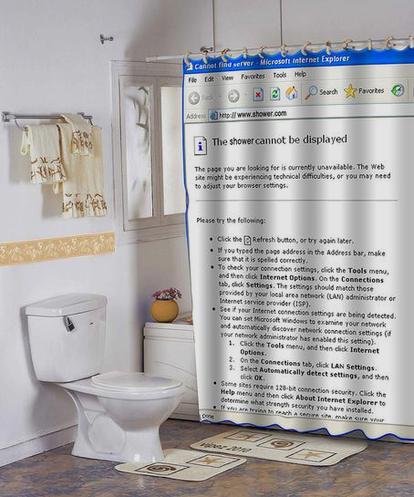 Cannot find server - Microsoft Internet Explorer
File Edit View Favorites Tools Help
Back Search Favorites
Address http://www.shower.com
The shower cannot be displayed
The page you are looking for is currently unavailable. The Web
site might be experiencing technical difficulties, or you may need
to adjust your browser settings.
Please try the following:
• Click the Refresh button, or try again later.
• If you typed the page address in the Address bar, make
sure that it is spelled correctly.
• To check your connection settings, click the Tools menu,
and then click Internet Options. On the Connections
tab, click Settings. The settings should match those
provided by your local area network (LAN) administrator or
Internet service provider (ISP).
• See if your Internet connection settings are being detected.
You can set Microsoft Windows to examine your network
and automatically discover network connection settings (if
your network administrator has enabled this setting).
1. Click the Tools menu, and then click Internet
Options.
2. On the Connections tab, click LAN Settings.
3. Select Automatically detect settings, and then
click OK.
• Some sites require 128-bit connection security. Click the
Help menu and then click About Internet Explorer to
determine what strength security you have installed.
• If you are trying to reach a secure site, make sure your
Done
2010